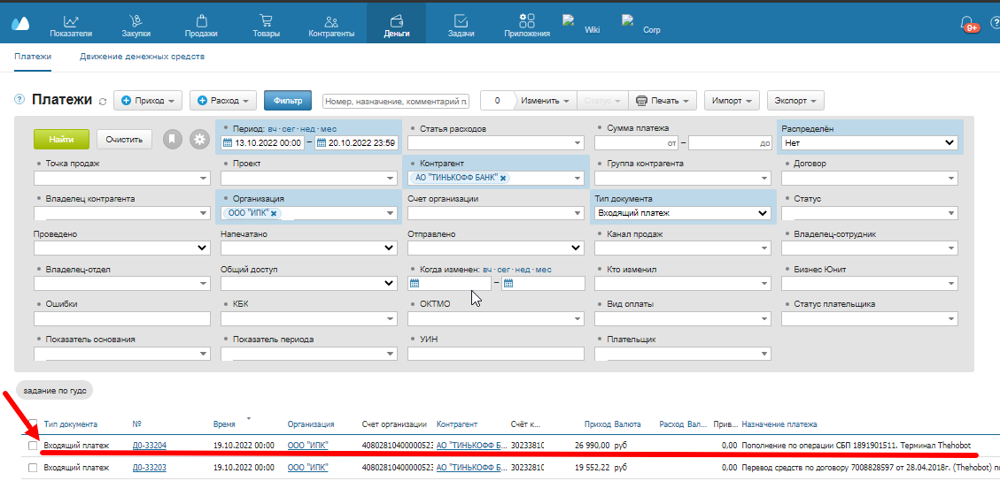 Показатели Закупки Продажи Товары Контрагенты Деньги Задачи Приложения Wiki Corp 9+
Платежи Движение денежных средств
Платежи Приход Расход Фильтр Номер, назначение, комментарий п. 0 Изменить Статус Печать Импорт Экспорт
Найти Очистить
Период: вч · сег · нед · мес Статья расходов Сумма платежа Распределён
13.10.2022 00:00 – 20.10.2022 23:59 от – до Нет
Точка продаж Проект Контрагент Группа контрагента Договор
АО "ТИНЬКОФФ БАНК"
Владелец контрагента Организация Счет организации Тип документа Статус
ООО "ИПК" Входящий платеж
Проведено Напечатано Отправлено Канал продаж Владелец-сотрудник
Владелец-отдел Общий доступ Когда изменен: вч · сег · нед · мес Кто изменил Бизнес Юнит
–
Ошибки КБК ОКТМО Вид оплаты Статус плательщика
Показатель основания Показатель периода УИН Плательщик
задание по гудс
Тип документа № Время Организация Счет организации Контрагент Счёт к... Приход Валюта Расход Вал... Прив... Назначение платежа
Входящий платеж Д0-33204 19.10.2022 00:00 ООО "ИПК" 40802810400000523 АО "ТИНЬКОФФ Б... 30233810 26 990,00 руб 0,00 Пополнение по операции СБП 1891901511. Терминал Thehobot
Входящий платеж Д0-33203 19.10.2022 00:00 ООО "ИПК" 40802810400000523 АО "ТИНЬКОФФ Б... 30232810 19 552,22 руб 0,00 Перевод средств по договору 7008828597 от 28.04.2018г. (Thehobot) по